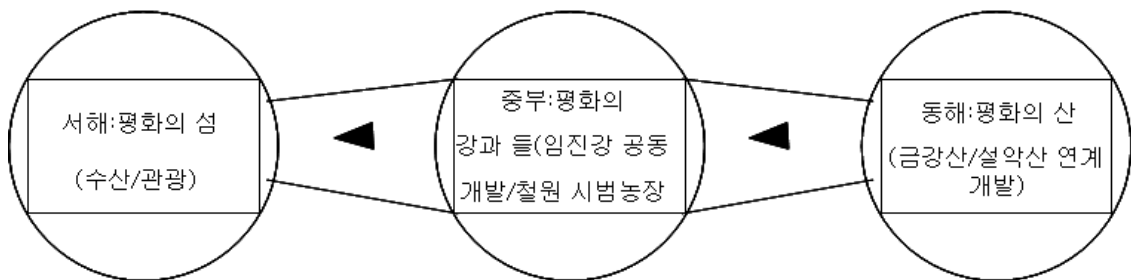 서해:평화의 섬
(수산/관광)
중부:평화의
강과 들(임진강 공동
개발/철원 시범농장
동해:평화의 산
(금강산/설악산 연계
개발)